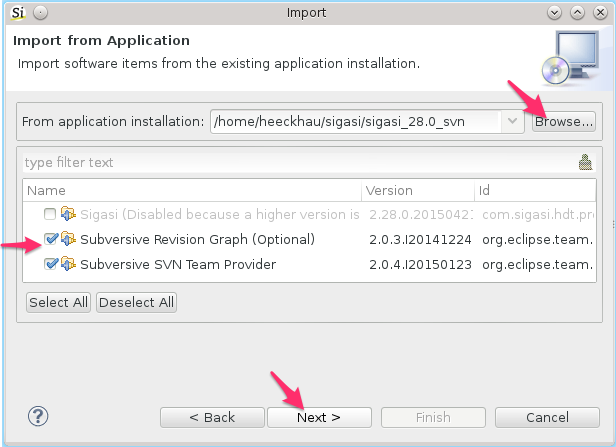 Si
Import
Import from Application
Import software items from the existing application installation.
From application installation: /home/heeckhau/sigasi/sigasi_28.0_svn Browse...
type filter text
Name Version Id
Sigasi (Disabled because a higher version is 2.28.0.20150421 com.sigasi.hdt.pr
Subversive Revision Graph (Optional) 2.0.3.I20141224 org.eclipse.team.
Subversive SVN Team Provider 2.0.4.I20150123 org.eclipse.team.
Select All Deselect All
? < Back Next > Finish Cancel